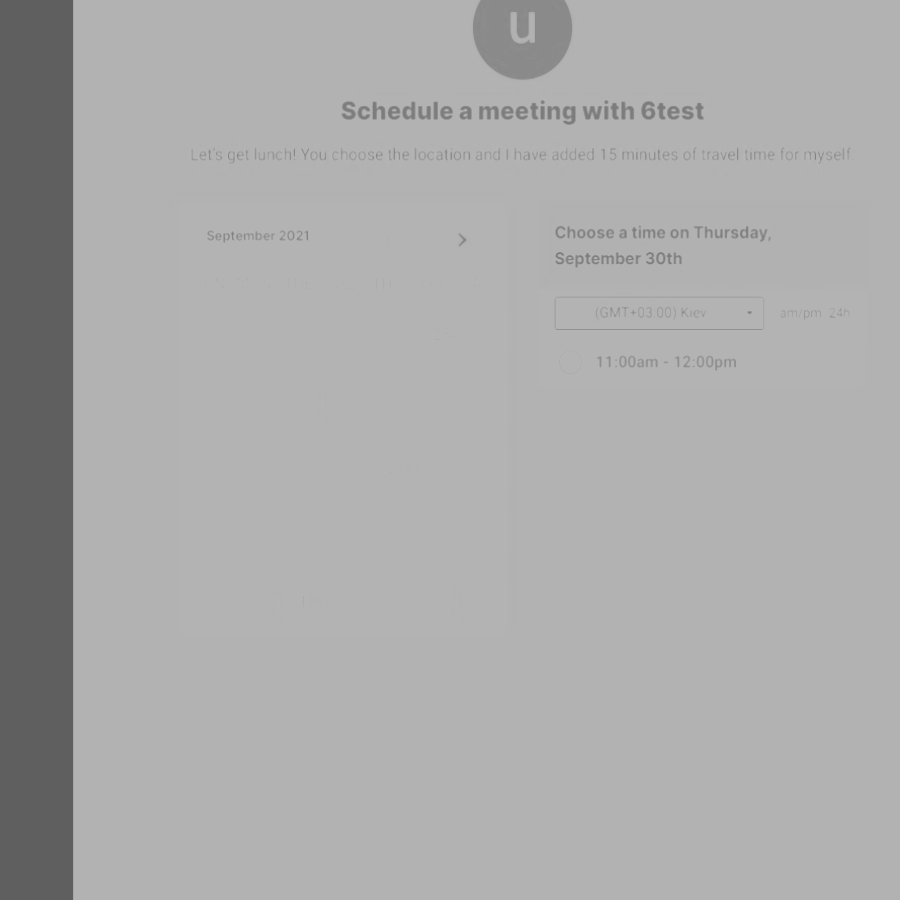 u
Schedule a meeting with 6test
Let's get lunch! You choose the location and I have added 15 minutes of travel time for myself.
September 2021
Choose a time on Thursday,
September 30th
(GMT+03:00) Kiev
am/pm 24h
11:00am - 12:00pm